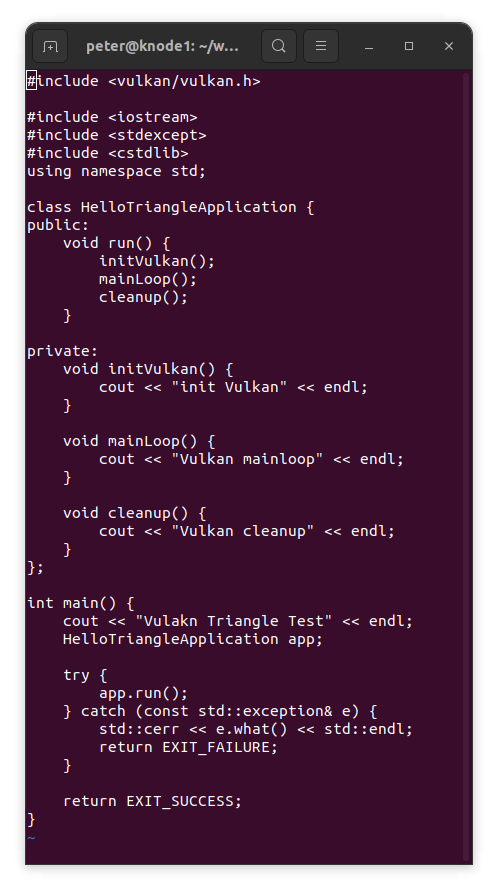 peter@knode1: ~/w...
#include <vulkan/vulkan.h>

#include <iostream>
#include <stdexcept>
#include <cstdlib>
using namespace std;

class HelloTriangleApplication {
public:
    void run() {
        initVulkan();
        mainLoop();
        cleanup();
    }

private:
    void initVulkan() {
        cout << "init Vulkan" << endl;
    }

    void mainLoop() {
        cout << "Vulkan mainloop" << endl;
    }

    void cleanup() {
        cout << "Vulkan cleanup" << endl;
    }
};

int main() {
    cout << "Vulakn Triangle Test" << endl;
    HelloTriangleApplication app;

    try {
        app.run();
    } catch (const std::exception& e) {
        std::cerr << e.what() << std::endl;
        return EXIT_FAILURE;
    }

    return EXIT_SUCCESS;
}
~